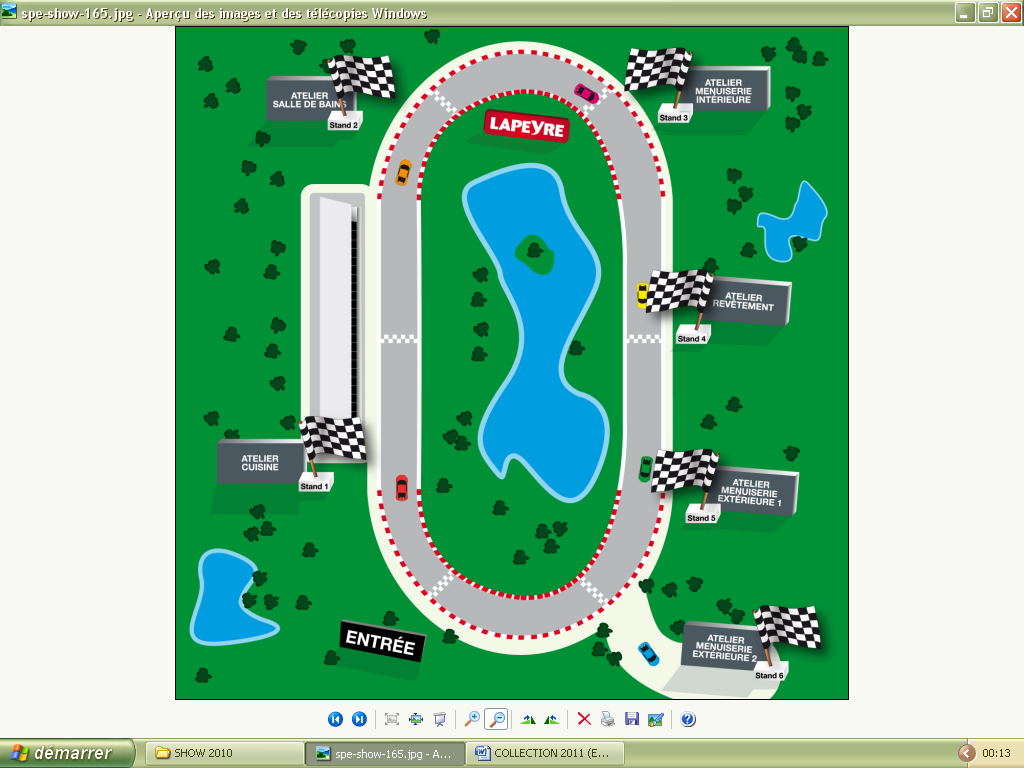 spe-show-165.jpg - Aperçu des images et des télécopies Windows
ATELIER
SALLE DE BAINS
Stand 2
LAPEYRE
ATELIER
MENUISERIE
INTÉRIEURE
Stand 3
ATELIER
REVÊTEMENT
Stand 4
ATELIER
CUISINE
Stand 1
ATELIER
MENUISERIE
EXTÉRIEURE 1
Stand 5
ENTRÉE
ATELIER
MENUISERIE
EXTÉRIEURE 2
Stand 6
démarrer
SHOW 2010
spe-show-165.jpg - A...
COLLECTION 2011 (E...
00:13